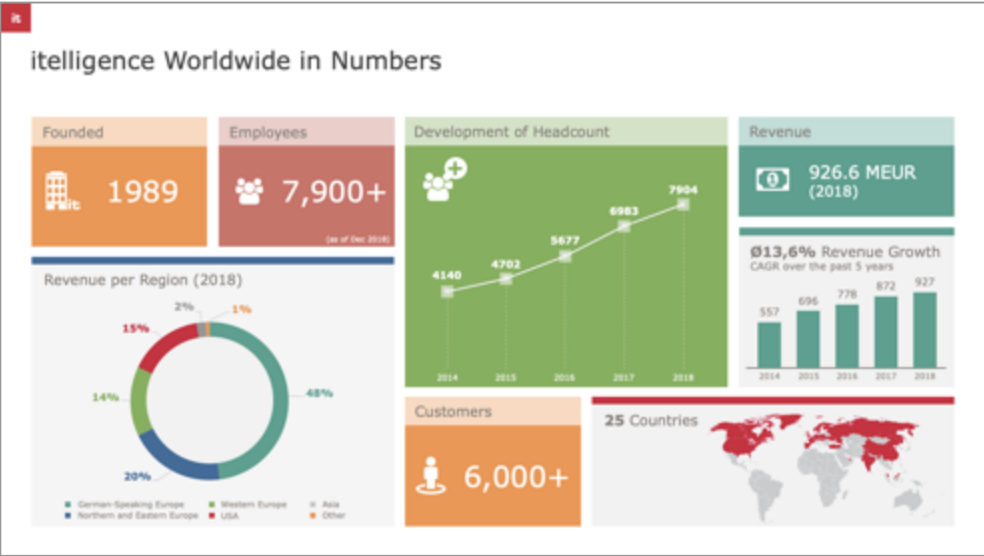 it
itelligence Worldwide in Numbers
Founded
it
1989
Employees
7,900+
(as of Dec 2018)
Development of Headcount
4140
4702
5677
6983
7904
2014
2015
2016
2017
2018
Revenue
926.6 MEUR
(2018)
Ø13,6% Revenue Growth
CAGR over the past 5 years
557
696
778
872
927
2014
2015
2016
2017
2018
Revenue per Region (2018)
2%
1%
15%
14%
48%
20%
German-Speaking Europe
Western Europe
Asia
Northern and Eastern Europe
USA
Other
Customers
6,000+
25 Countries